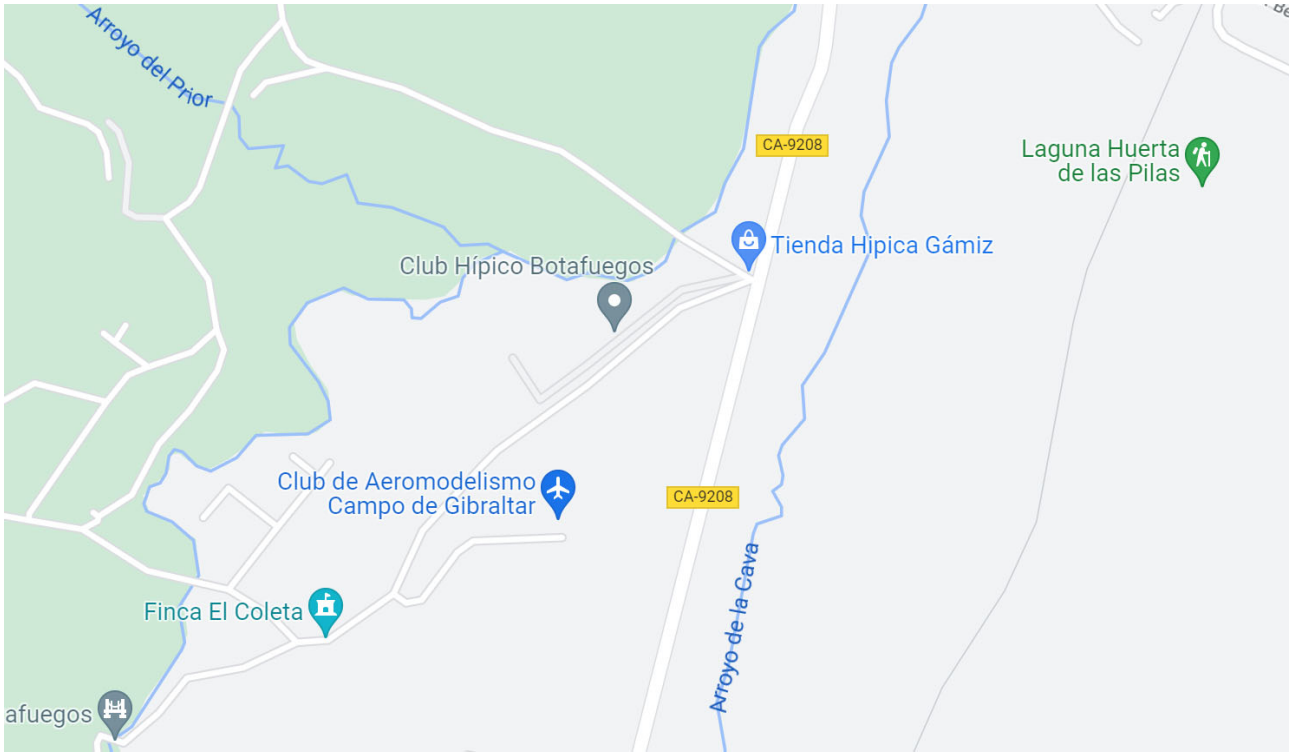 Arroyo del Prior
CA-9208
Laguna Huerta
de las Pilas
Tienda Hipica Gámiz
Club Hípico Botafuegos
Club de Aeromodelismo
Campo de Gibraltar
CA-9208
Arroyo de la Cava
Finca El Coleta
afuegos